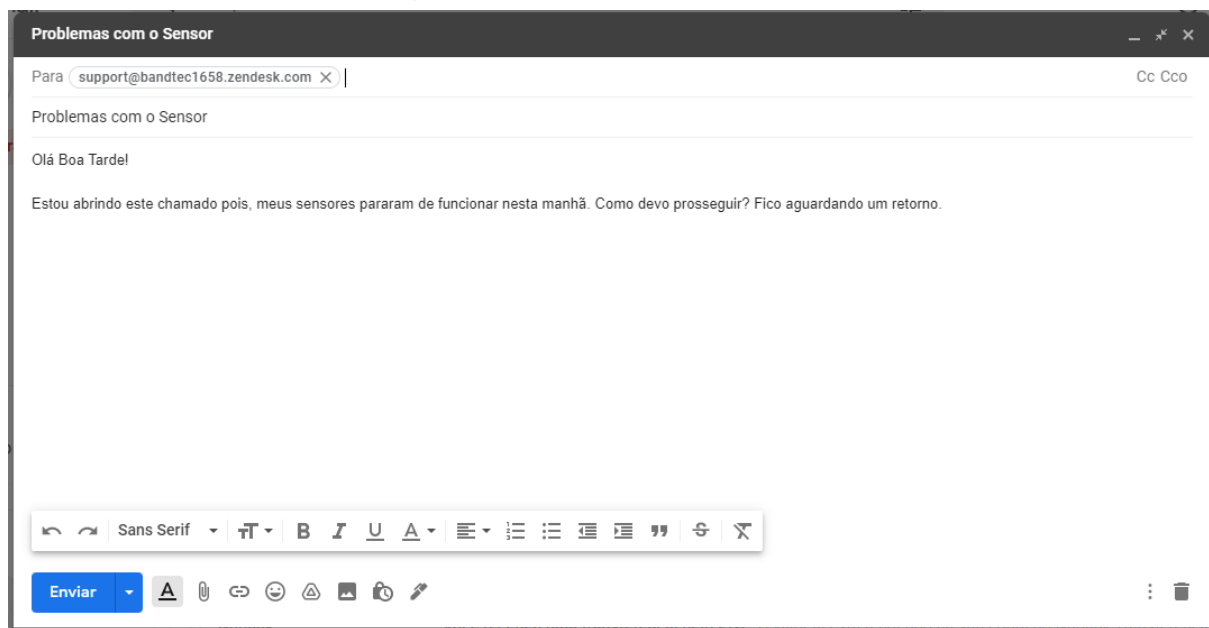 Problemas com o Sensor
Para support@bandtec1658.zendesk.com Cc Cco
Problemas com o Sensor
Olá Boa Tarde!
Estou abrindo este chamado pois, meus sensores pararam de funcionar nesta manhã. Como devo prosseguir? Fico aguardando um retorno.
Sans Serif
Enviar